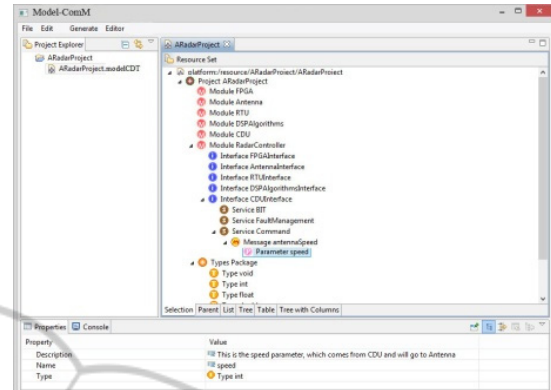 Model-ComM
File Edit Generate Editor
Project Explorer
ARadarProject
ARadarProject.modelCDT
ARadarProject
Resource Set
platform:/resource/ARadarProject/ARadarProject
Project ARadarProject
Module FPGA
Module Antenna
Module RTU
Module DSPAlgorithms
Module CDU
Module RadarController
Interface FPGAInterface
Interface AntennaInterface
Interface RTUInterface
Interface DSPAlgorithmsInterface
Interface CDUInterface
Service BIT
Service FaultManagement
Service Command
Message antennaSpeed
Parameter speed
Types Package
Type void
Type int
Type float
Selection Parent List Tree Table Tree with Columns
Properties Console
Property Value
Description This is the speed parameter, which comes from CDU and will go to Antenna
Name speed
Type Type int